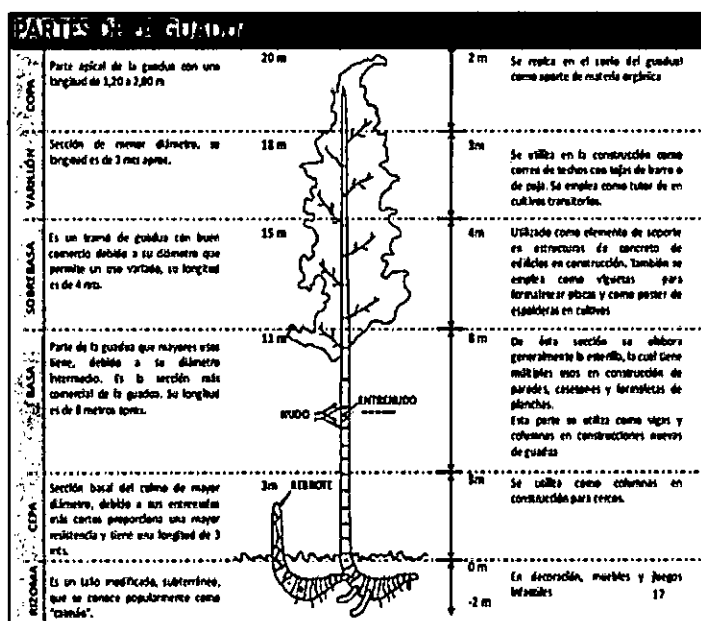 PARTES DE LA GUADUA
COPA
Parte apical de la guadua con una
longitud de 1,20 a 2,00 m
20 m
2 m
Se repica en el suelo del guadual
como aporte de materia orgánica
VARILLÓN
Sección de menor diámetro, su
longitud es de 3 mts aprox.
18 m
3m
Se utiliza en la construcción como
correa de techos con tejas de barro o
de paja. Se emplea como tutor de en
cultivos transitorios.
SOBREBASA
Es un tramo de guadua con buen
comercio debido a su diámetro que
permite un uso variado, su longitud
es de 4 mts.
15 m
4m
Utilizado como elemento de soporte
en estructuras de concreto de
edificios en construcción. También se
emplea como viguetas para
formaletear placas y como poster de
espalderas en cultivos
BASA
Parte de la guadua que mayores usos
tiene, debido a su diámetro
intermedio. Es la sección más
comercial de la guadua. Su longitud
es de 8 metros aprox.
11 m
8 m
De ésta sección se elabora
generalmente la esterilla, la cual tiene
múltiples usos en construcción de
paredes, casetones y formaletas de
planchas.
Esta parte se utiliza como vigas y
columnas en construcciones nuevas
de guadua
NUDO
ENTRENUDO
CEPA
Sección basal del culmo de mayor
diámetro, debido a sus entrenudos
más cortos proporciona una mayor
resistencia y tiene una longitud de 3
mts.
3m
REBROTE
3m
Se utiliza como columnas en
construcción para cercos.
RIZOMA
Es un tallo modificado, subterráneo,
que se conoce popularmente como
"caimán".
0 m
-2 m
En decoración, muebles y juegos
infantiles
17